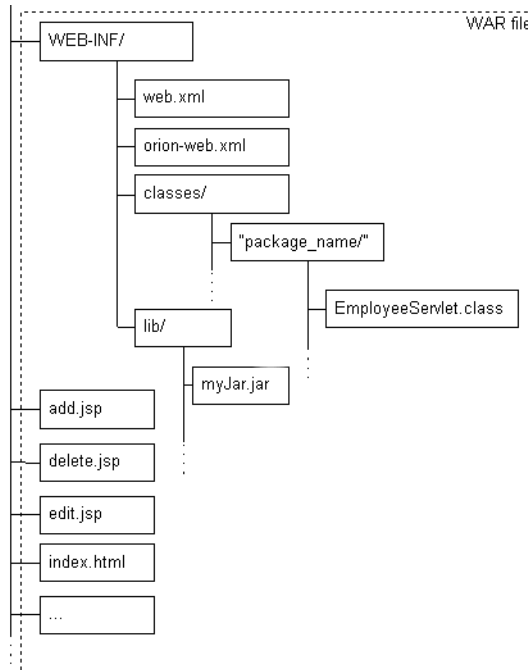 WAR file
WEB-INF/
web.xml
orion-web.xml
classes/
"package_name/"
EmployeeServlet.class
lib/
myJar.jar
add.jsp
delete.jsp
edit.jsp
index.html
...